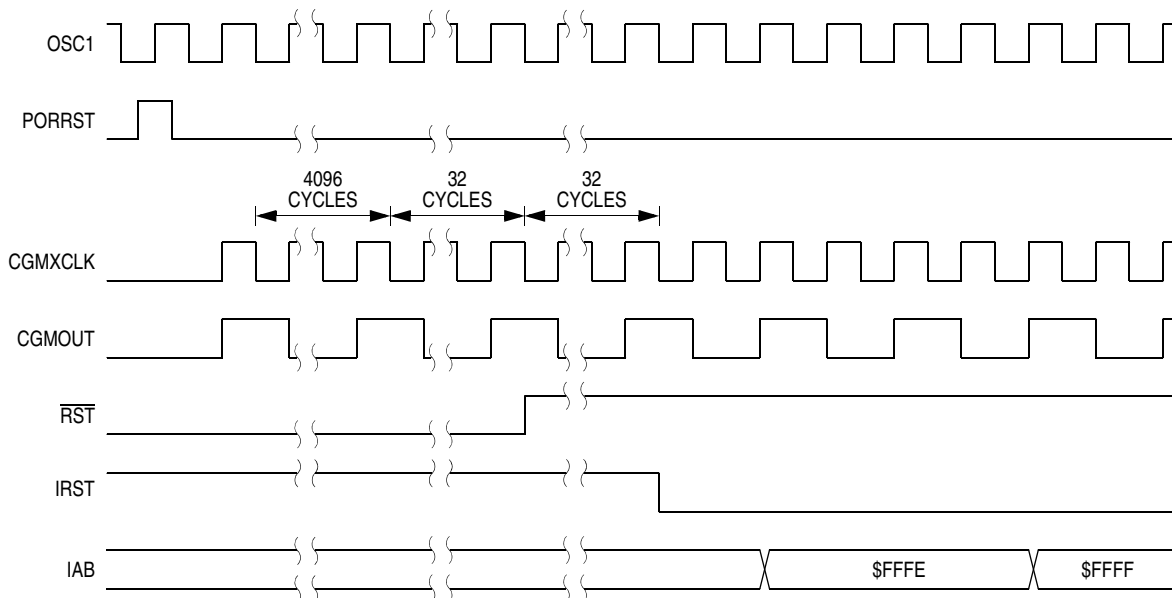 OSC1
PORRST
4096
CYCLES
32
CYCLES
32
CYCLES
CGMXCLK
CGMOUT
RST
IRST
IAB
$FFFE
$FFFF